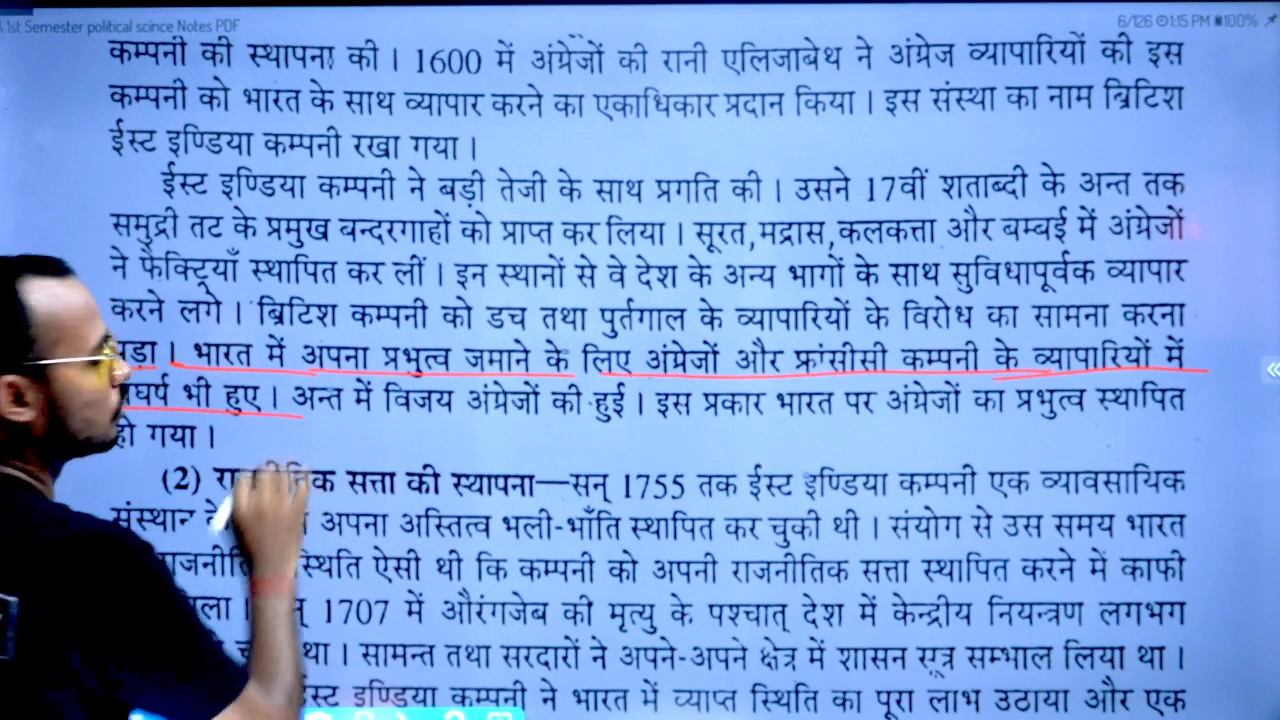 1st Semester political scince Notes PDF
6/126 1:15 PM 100%
कम्पनी की स्थापना की । 1600 में अंग्रेजों की रानी एलिजाबेथ ने अंग्रेज व्यापारियों की इस
कम्पनी को भारत के साथ व्यापार करने का एकाधिकार प्रदान किया । इस संस्था का नाम ब्रिटिश
ईस्ट इण्डिया कम्पनी रखा गया ।
ईस्ट इण्डिया कम्पनी ने बड़ी तेजी के साथ प्रगति की । उसने 17वीं शताब्दी के अन्त तक
समुद्री तट के प्रमुख बन्दरगाहों को प्राप्त कर लिया । सूरत, मद्रास, कलकत्ता और बम्बई में अंग्रेजों
ने फैक्ट्रियाँ स्थापित कर लीं । इन स्थानों से वे देश के अन्य भागों के साथ सुविधापूर्वक व्यापार
करने लगे । ब्रिटिश कम्पनी को डच तथा पुर्तगाल के व्यापारियों के विरोध का सामना करना
। भारत में अपना प्रभुत्व जमाने के लिए अंग्रेजों और फ्रांसीसी कम्पनी के व्यापारियों में
भी हुए । अन्त में विजय अंग्रेजों की हुई । इस प्रकार भारत पर अंग्रेजों का प्रभुत्व स्थापित
हो गया ।
(2) सत्ता की स्थापना—सन् 1755 तक ईस्ट इण्डिया कम्पनी एक व्यावसायिक
संस्थान अपना अस्तित्व भली-भाँति स्थापित कर चुकी थी । संयोग से उस समय भारत
स्थिति ऐसी थी कि कम्पनी को अपनी राजनीतिक सत्ता स्थापित करने में काफी
1707 में औरंगजेब की मृत्यु के पश्चात् देश में केन्द्रीय नियन्त्रण लगभग
था । सामन्त तथा सरदारों ने अपने-अपने क्षेत्र में शासन सूत्र सम्भाल लिया था ।
इण्डिया कम्पनी ने भारत में व्याप्त स्थिति का पूरा लाभ उठाया और एक